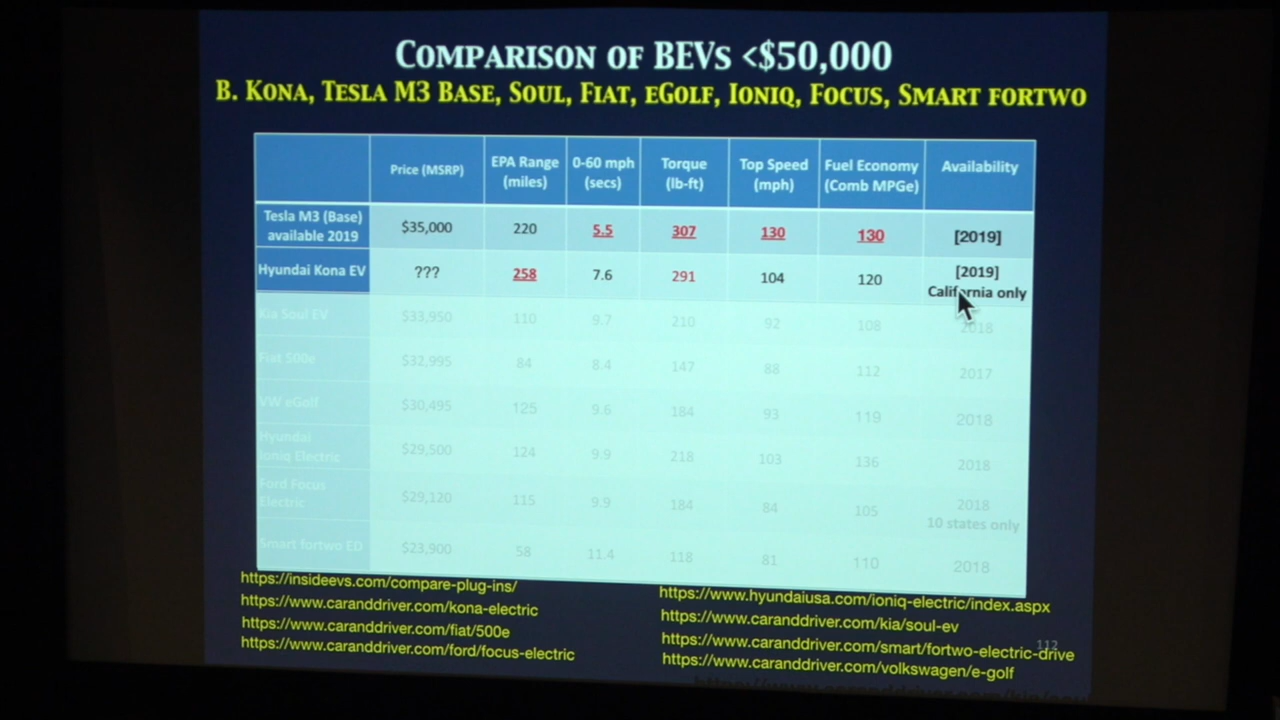 COMPARISON OF BEVS <$50,000
B. KONA, TESLA M3 BASE, SOUL, FIAT, EGOLF, IONIQ, FOCUS, SMART FORTWO
Price (MSRP) EPA Range (miles) 0-60 mph (secs) Torque (lb-ft) Top Speed (mph) Fuel Economy (Comb MPGe) Availability
Tesla M3 (Base) available 2019 $35,000 220 5.5 307 130 130 [2019]
Hyundai Kona EV ??? 258 7.6 291 104 120 [2019] California only
Kia Soul EV $33,950 110 9.7 210 92 108 2018
Fiat 500e $32,995 84 8.4 147 88 112 2017
VW eGolf $30,495 125 9.6 184 93 119 2018
Hyundai Ioniq Electric $29,500 124 9.9 218 103 136 2018
Ford Focus Electric $29,120 115 9.9 184 84 105 2018 10 states only
Smart fortwo ED $23,900 58 11.4 118 81 110 2018
https://insideevs.com/compare-plug-ins/
https://www.caranddriver.com/kona-electric
https://www.caranddriver.com/fiat/500e
https://www.caranddriver.com/ford/focus-electric
https://www.hyundaiusa.com/ioniq-electric/index.aspx
https://www.caranddriver.com/kia/soul-ev
https://www.caranddriver.com/smart/fortwo-electric-drive
https://www.caranddriver.com/volkswagen/e-golf
112